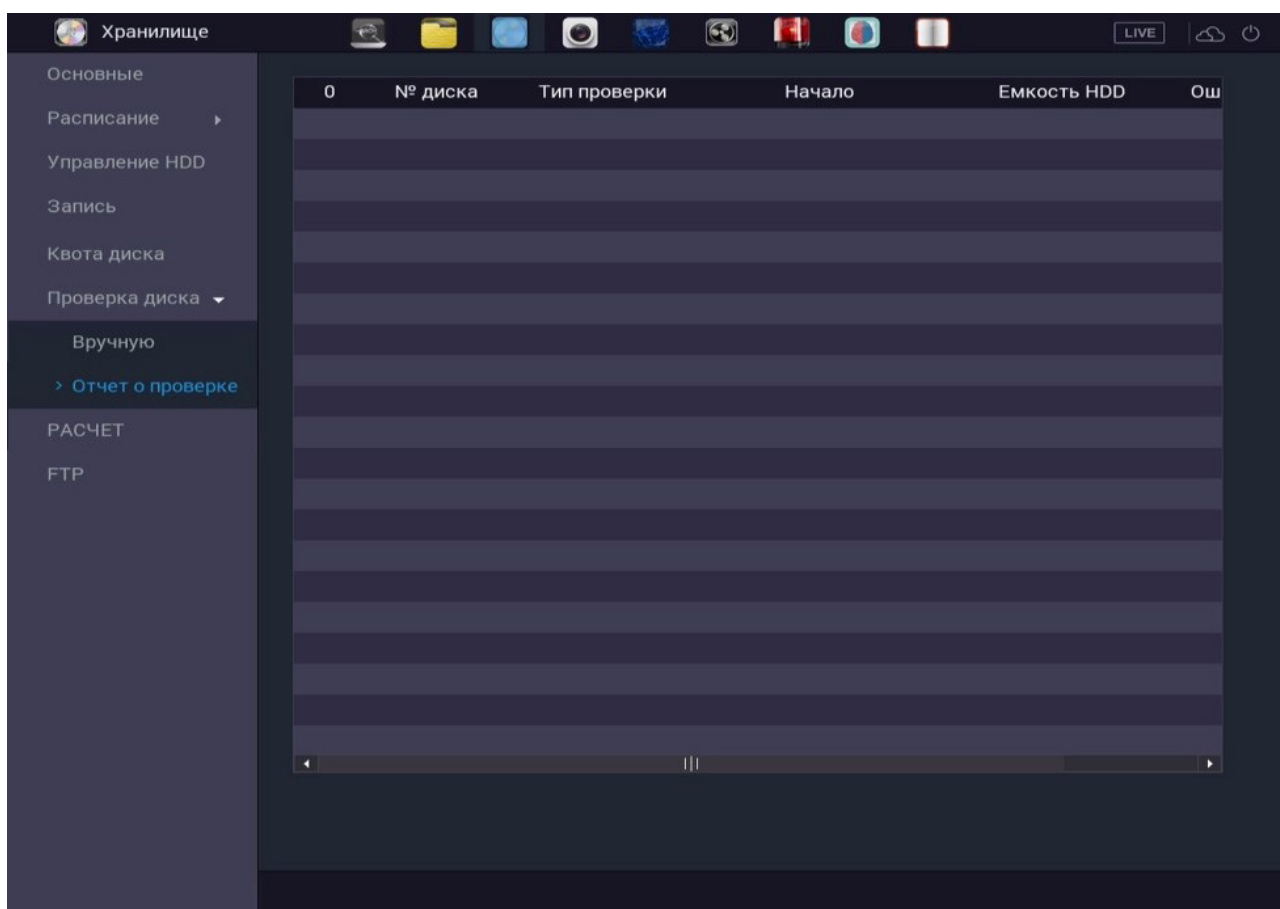 Хранилище
LIVE
Основные
Расписание
Управление HDD
Запись
Квота диска
Проверка диска
Вручную
> Отчет о проверке
РАСЧЕТ
FTP
0 № диска Тип проверки Начало Емкость HDD Ош